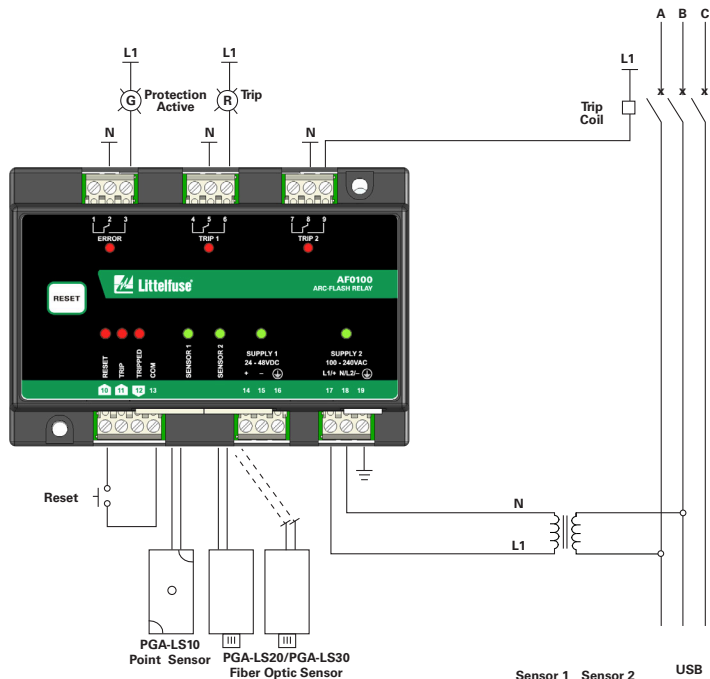 A B C
L1 L1 L1
G Protection Active
R Trip
Trip Coil
N N N
1 2 3 4 5 6 7 8 9
ERROR TRIP 1 TRIP 2
RESET
Littelfuse®
AF0100
ARC-FLASH RELAY
RESET TRIP TRIPPED COM SENSOR 1 SENSOR 2
SUPPLY 1
24 - 48VDC
+ –
SUPPLY 2
100 - 240VAC
L1/+ N/L2/–
10 11 12 13 14 15 16 17 18 19
Reset
N
L1
PGA-LS10
Point Sensor
PGA-LS20/PGA-LS30
Fiber Optic Sensor
Sensor 1 Sensor 2 USB